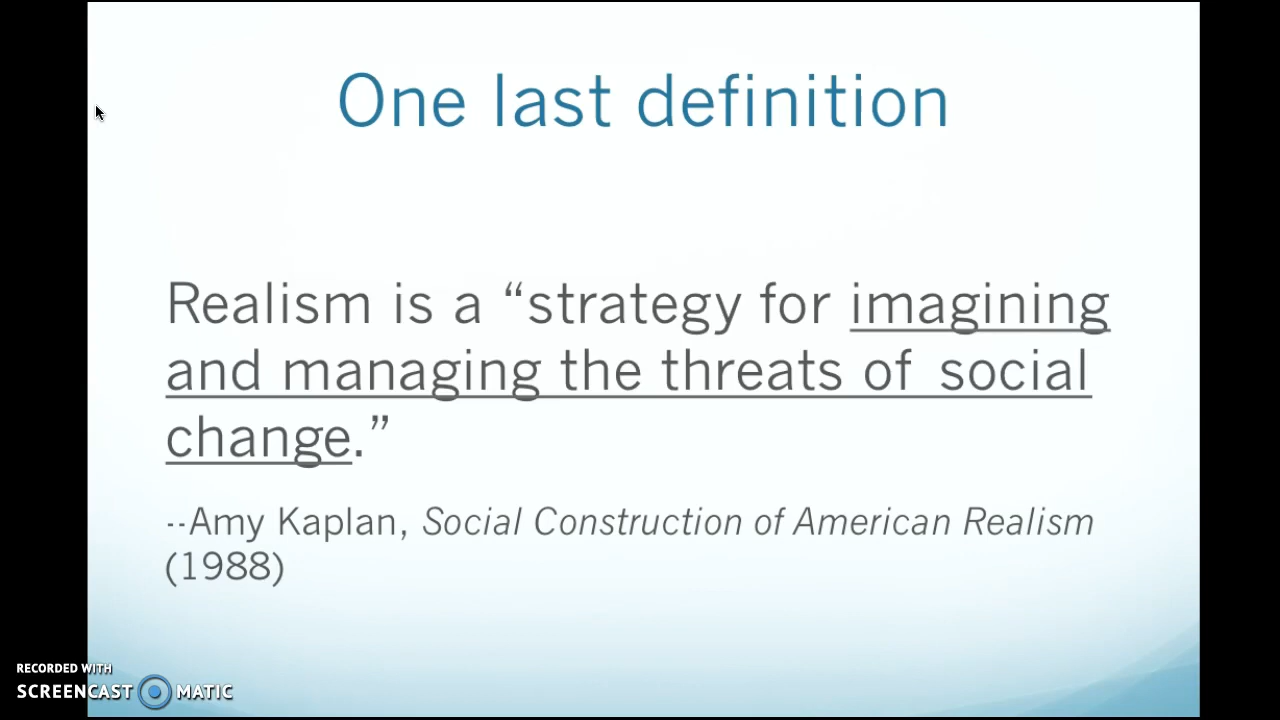 One last definition
Realism is a “strategy for imagining
and managing the threats of social
change.”
--Amy Kaplan, Social Construction of American Realism
(1988)
RECORDED WITH
SCREENCAST MATIC